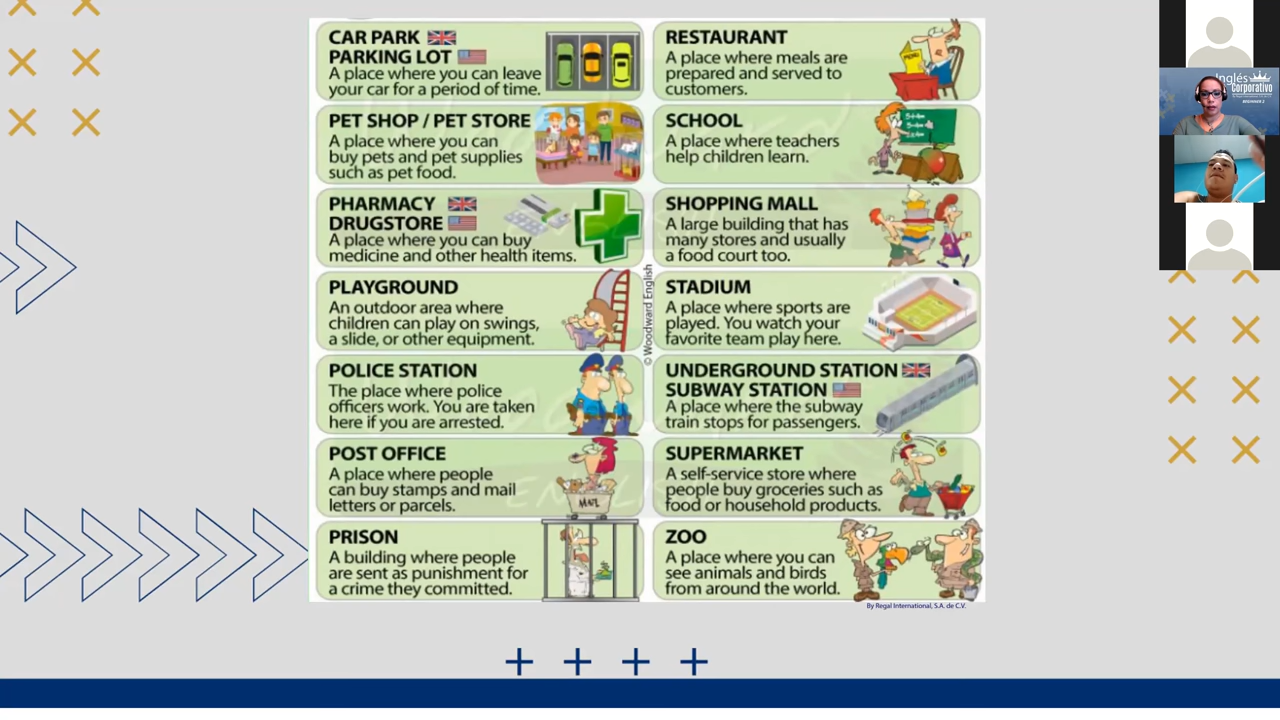 CAR PARK
PARKING LOT
A place where you can leave
your car for a period of time.
PET SHOP / PET STORE
A place where you can
buy pets and pet supplies
such as pet food.
PHARMACY
DRUGSTORE
A place where you can buy
medicine and other health items.
PLAYGROUND
An outdoor area where
children can play on swings,
a slide, or other equipment.
POLICE STATION
The place where police
officers work. You are taken
here if you are arrested.
POST OFFICE
A place where people
can buy stamps and mail
letters or parcels.
MAIL
PRISON
A building where people
are sent as punishment for
a crime they committed.
© Woodward English
RESTAURANT
A place where meals are
prepared and served to
customers.
MENU
SCHOOL
A place where teachers
help children learn.
SHOPPING MALL
A large building that has
many stores and usually
a food court too.
STADIUM
A place where sports are
played. You watch your
favorite team play here.
UNDERGROUND STATION
SUBWAY STATION
A place where the subway
train stops for passengers.
SUPERMARKET
A self-service store where
people buy groceries such as
food or household products.
ZOO
A place where you can
see animals and birds
from around the world.
By Regal International, S.A. de C.V.
Inglés
Corporativo
BEGINNER 2